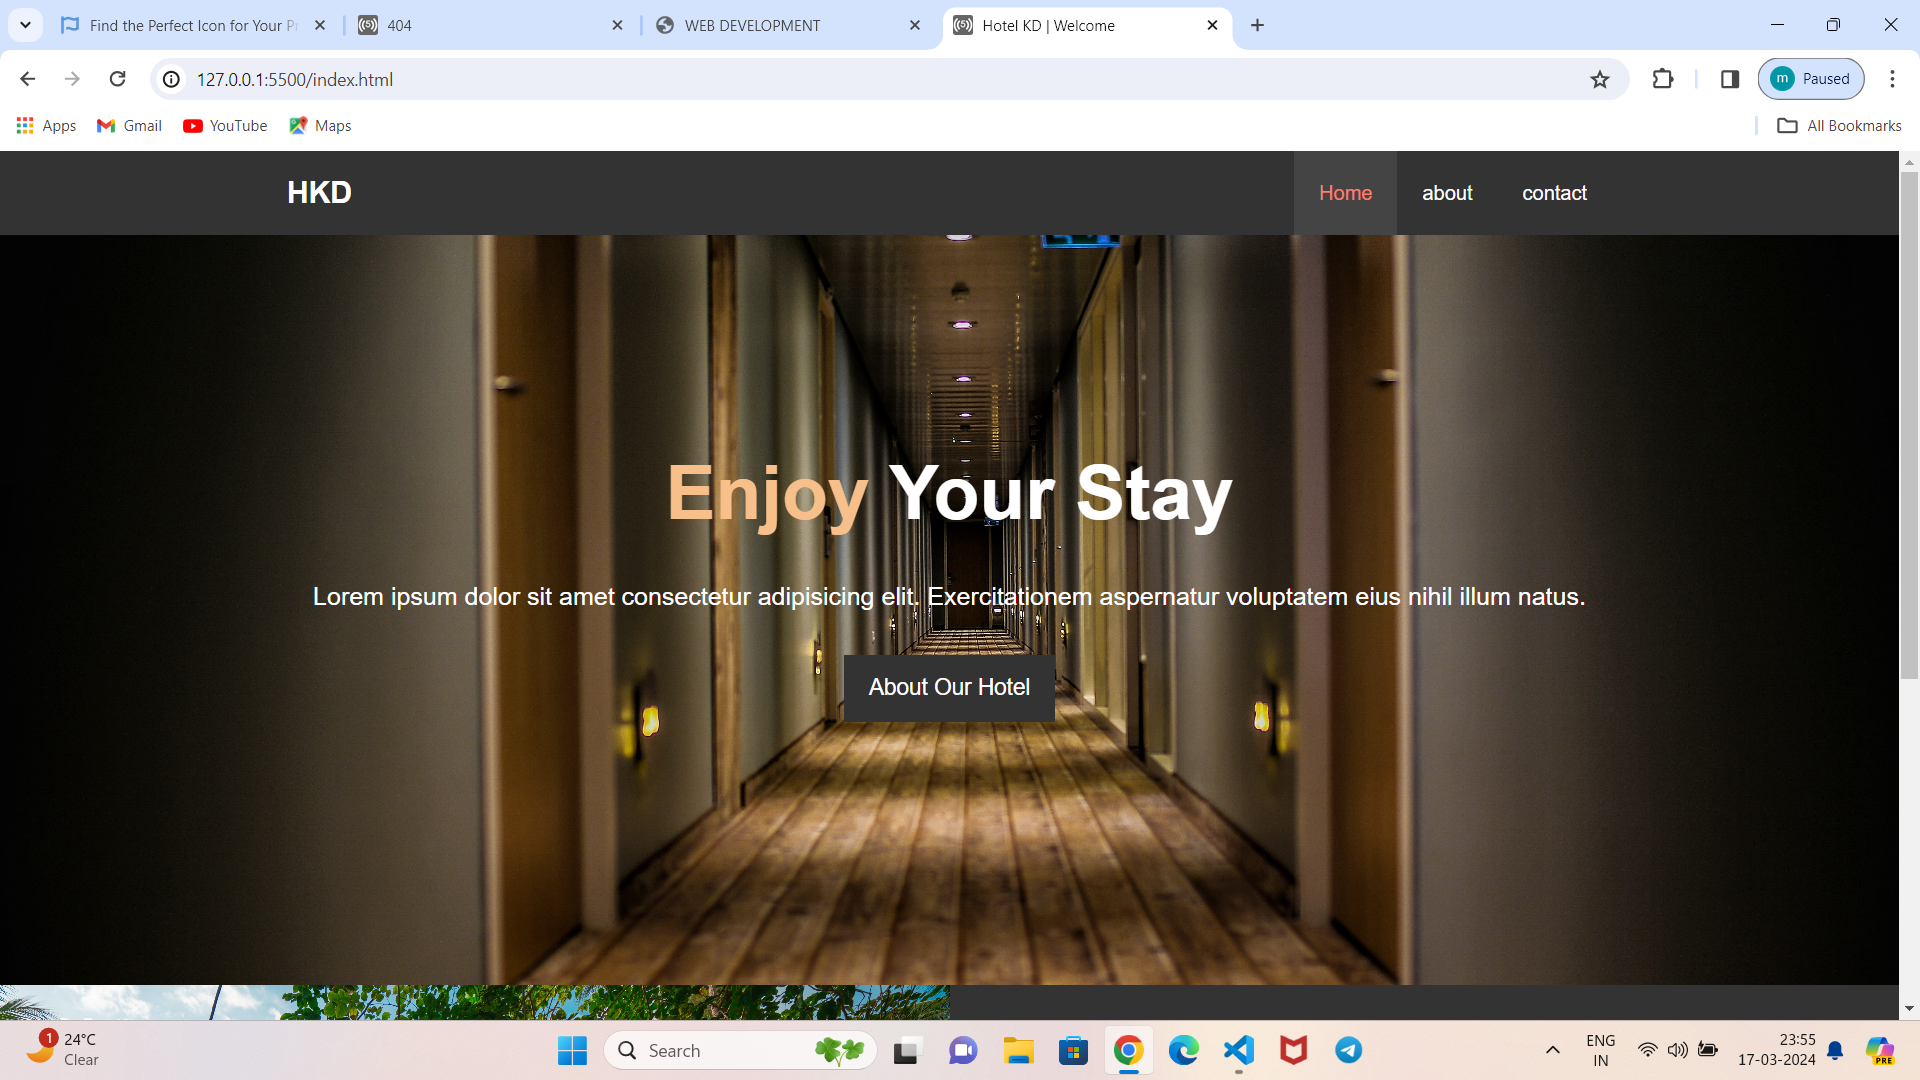 Find the Perfect Icon for Your Pr
404
WEB DEVELOPMENT
Hotel KD | Welcome
127.0.0.1:5500/index.html
m Paused
Apps Gmail YouTube Maps All Bookmarks
HKD Home about contact
Enjoy Your Stay
Lorem ipsum dolor sit amet consectetur adipisicing elit. Exercitationem aspernatur voluptatem eius nihil illum natus.
About Our Hotel
1
24°C
Clear
Search
ENG
IN
23:55
17-03-2024
PRE